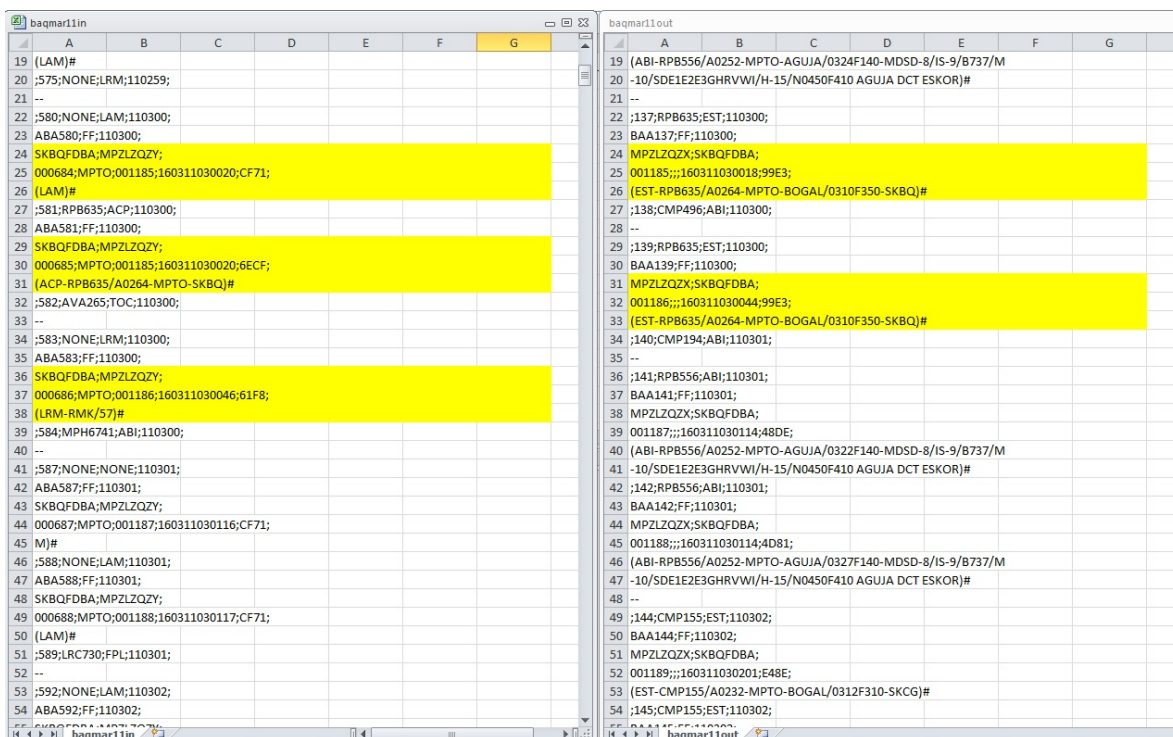 baqmar11in
A B C D E F G
19 (LAM)#
20 ;575;NONE;LRM;110259;
21 --
22 ;580;NONE;LAM;110300;
23 ABA580;FF;110300;
24 SKBQFDBA;MPZLZQZY;
25 000684;MPTO;001185;160311030020;CF71;
26 (LAM)#
27 ;581;RPB635;ACP;110300;
28 ABA581;FF;110300;
29 SKBQFDBA;MPZLZQZY;
30 000685;MPTO;001185;160311030020;6ECF;
31 (ACP-RPB635/A0264-MPTO-SKBQ)#
32 ;582;AVA265;TOC;110300;
33 --
34 ;583;NONE;LRM;110300;
35 ABA583;FF;110300;
36 SKBQFDBA;MPZLZQZY;
37 000686;MPTO;001186;160311030046;61F8;
38 (LRM-RMK/57)#
39 ;584;MPH6741;ABI;110300;
40 --
41 ;587;NONE;NONE;110301;
42 ABA587;FF;110301;
43 SKBQFDBA;MPZLZQZY;
44 000687;MPTO;001187;160311030116;CF71;
45 M)#
46 ;588;NONE;LAM;110301;
47 ABA588;FF;110301;
48 SKBQFDBA;MPZLZQZY;
49 000688;MPTO;001188;160311030117;CF71;
50 (LAM)#
51 ;589;LRC730;FPL;110301;
52 --
53 ;592;NONE;LAM;110302;
54 ABA592;FF;110302;
baqmar11in
baqmar11out
A B C D E F G
19 (ABI-RPB556/A0252-MPTO-AGUJA/0324F140-MDSD-8/IS-9/B737/M
20 -10/SDE1E2E3GHRVWI/H-15/N0450F410 AGUJA DCT ESKOR)#
21 --
22 ;137;RPB635;EST;110300;
23 BAA137;FF;110300;
24 MPZLZQZX;SKBQFDBA;
25 001185;;;160311030018;99E3;
26 (EST-RPB635/A0264-MPTO-BOGAL/0310F350-SKBQ)#
27 ;138;CMP496;ABI;110300;
28 --
29 ;139;RPB635;EST;110300;
30 BAA139;FF;110300;
31 MPZLZQZX;SKBQFDBA;
32 001186;;;160311030044;99E3;
33 (EST-RPB635/A0264-MPTO-BOGAL/0310F350-SKBQ)#
34 ;140;CMP194;ABI;110301;
35 --
36 ;141;RPB556;ABI;110301;
37 BAA141;FF;110301;
38 MPZLZQZX;SKBQFDBA;
39 001187;;;160311030114;48DE;
40 (ABI-RPB556/A0252-MPTO-AGUJA/0322F140-MDSD-8/IS-9/B737/M
41 -10/SDE1E2E3GHRVWI/H-15/N0450F410 AGUJA DCT ESKOR)#
42 ;142;RPB556;ABI;110301;
43 BAA142;FF;110301;
44 MPZLZQZX;SKBQFDBA;
45 001188;;;160311030114;4D81;
46 (ABI-RPB556/A0252-MPTO-AGUJA/0327F140-MDSD-8/IS-9/B737/M
47 -10/SDE1E2E3GHRVWI/H-15/N0450F410 AGUJA DCT ESKOR)#
48 --
49 ;144;CMP155;EST;110302;
50 BAA144;FF;110302;
51 MPZLZQZX;SKBQFDBA;
52 001189;;;160311030201;E48E;
53 (EST-CMP155/A0232-MPTO-BOGAL/0312F310-SKCG)#
54 ;145;CMP155;EST;110302;
baqmar11out